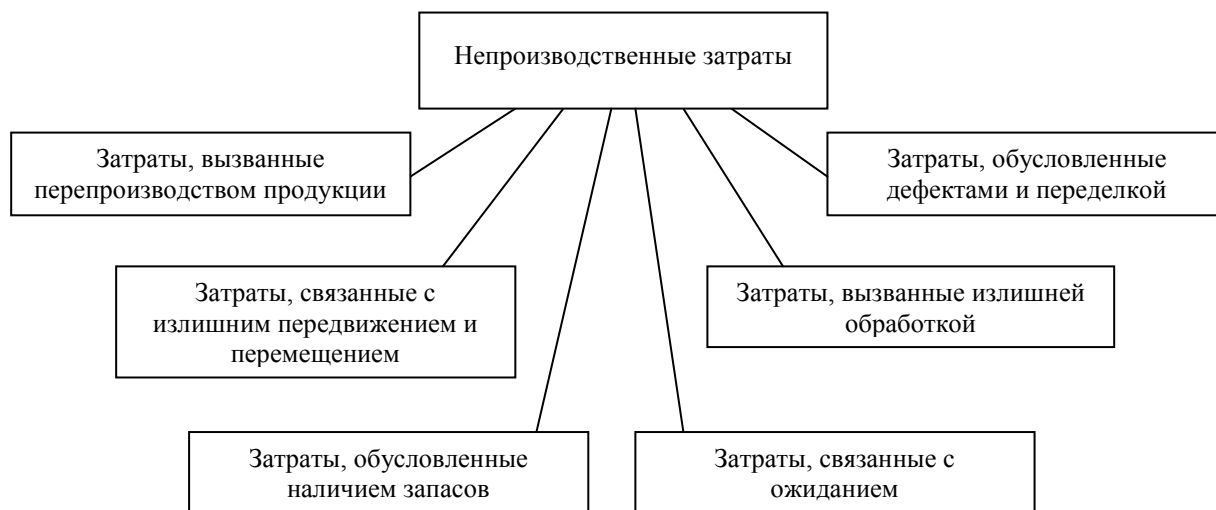 Непроизводственные затраты
Затраты, вызванные
перепроизводством продукции
Затраты, обусловленные
дефектами и переделкой
Затраты, связанные с
излишним передвижением и
перемещением
Затраты, вызванные излишней
обработкой
Затраты, обусловленные
наличием запасов
Затраты, связанные с
ожиданием